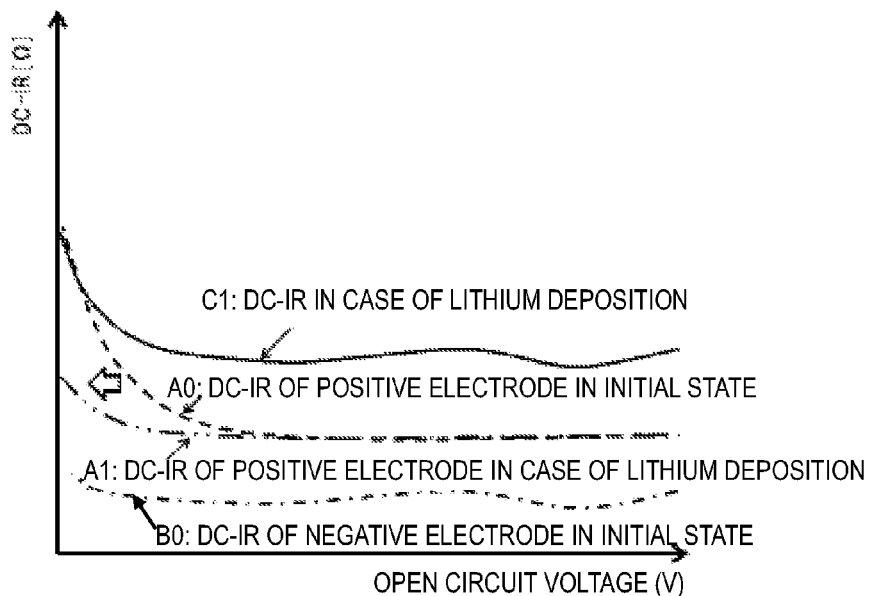 DC-IR[Ω]
C1: DC-IR IN CASE OF LITHIUM DEPOSITION
A0: DC-IR OF POSITIVE ELECTRODE IN INITIAL STATE
A1: DC-IR OF POSITIVE ELECTRODE IN CASE OF LITHIUM DEPOSITION
B0: DC-IR OF NEGATIVE ELECTRODE IN INITIAL STATE
OPEN CIRCUIT VOLTAGE (V)